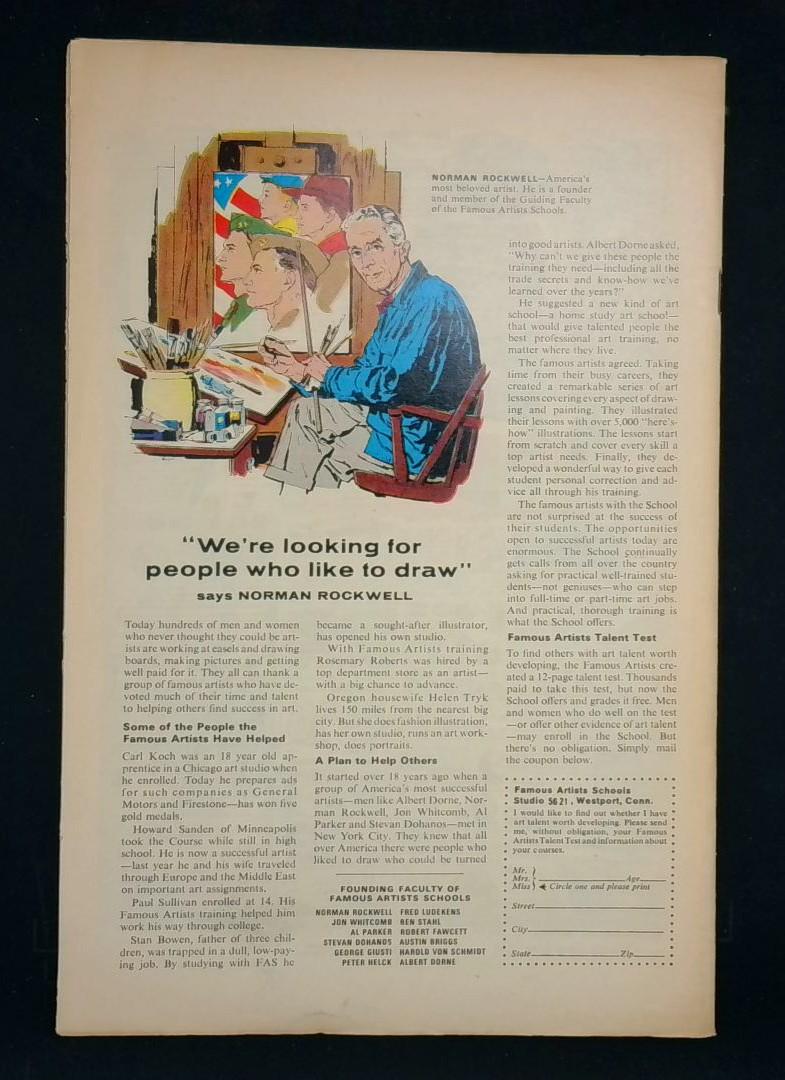 NORMAN ROCKWELL—America's
most beloved artist. He is a founder
and member of the Guiding Faculty
of the Famous Artists Schools.
"We're looking for
people who like to draw"
says NORMAN ROCKWELL
Today hundreds of men and women
who never thought they could be art-
ists are working at easels and drawing
boards, making pictures and getting
well paid for it. They all can thank a
group of famous artists who have de-
voted much of their time and talent
to helping others find success in art.
Some of the People the
Famous Artists Have Helped
Carl Koch was an 18 year old ap-
prentice in a Chicago art studio when
he enrolled. Today he prepares ads
for such companies as General
Motors and Firestone—has won five
gold medals.
Howard Sanden of Minneapolis
took the Course while still in high
school. He is now a successful artist
—last year he and his wife traveled
through Europe and the Middle East
on important art assignments.
Paul Sullivan enrolled at 14. His
Famous Artists training helped him
work his way through college.
Stan Bowen, father of three chil-
dren, was trapped in a dull, low-pay-
ing job. By studying with FAS he
became a sought-after illustrator,
has opened his own studio.
With Famous Artists training
Rosemary Roberts was hired by a
top department store as an artist—
with a big chance to advance.
Oregon housewife Helen Tryk
lives 150 miles from the nearest big
city. But she does fashion illustration,
has her own studio, runs an art work-
shop, does portraits.
A Plan to Help Others
It started over 18 years ago when a
group of America's most successful
artists—men like Albert Dorne, Nor-
man Rockwell, Jon Whitcomb, Al
Parker and Stevan Dohanos—met in
New York City. They knew that all
over America there were people who
liked to draw who could be turned
FOUNDING FACULTY OF
FAMOUS ARTISTS SCHOOLS
NORMAN ROCKWELL FRED LUDEKENS
JON WHITCOMB BEN STAHL
AL PARKER ROBERT FAWCETT
STEVAN DOHANOS AUSTIN BRIGGS
GEORGE GIUSTI HAROLD VON SCHMIDT
PETER HELCK ALBERT DORNE
into good artists. Albert Dorne asked,
"Why can't we give these people the
training they need—including all the
trade secrets and know-how we've
learned over the years?"
He suggested a new kind of art
school—a home study art school—
that would give talented people the
best professional art training, no
matter where they live.
The famous artists agreed. Taking
time from their busy careers, they
created a remarkable series of art
lessons covering every aspect of draw-
ing and painting. They illustrated
their lessons with over 5,000 "here's-
how" illustrations. The lessons start
from scratch and cover every skill a
top artist needs. Finally, they de-
veloped a wonderful way to give each
student personal correction and ad-
vice all through his training.
The famous artists with the School
are not surprised at the success of
their students. The opportunities
open to successful artists today are
enormous. The School continually
gets calls from all over the country
asking for practical well-trained stu-
dents—not geniuses—who can step
into full-time or part-time art jobs.
And practical, thorough training is
what the School offers.
Famous Artists Talent Test
To find others with art talent worth
developing, the Famous Artists cre-
ated a 12-page talent test. Thousands
paid to take this test, but now the
School offers and grades it free. Men
and women who do well on the test
—or offer other evidence of art talent
—may enroll in the School. But
there's no obligation. Simply mail
the coupon below.
Famous Artists Schools
Studio 5621, Westport, Conn.
I would like to find out whether I have
art talent worth developing. Please send
me, without obligation, your Famous
Artists Talent Test and information about
your courses.
Mr.
Mrs. Age
Miss Circle one and please print
Street
City
State Zip